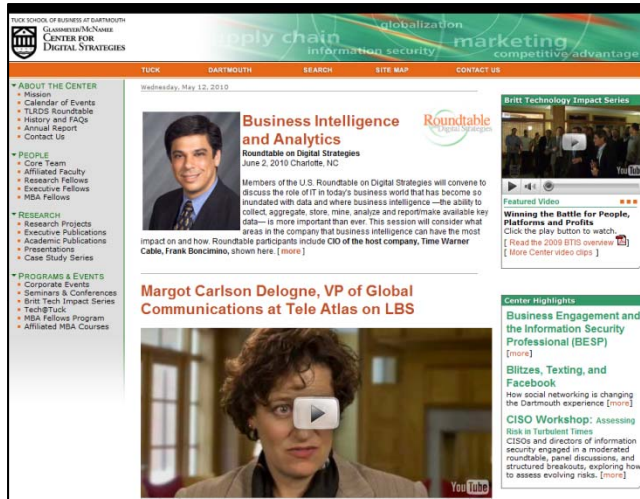 TUCK SCHOOL OF BUSINESS AT DARTMOUTH
GLASSMEYER/MCNAMEE
CENTER FOR
DIGITAL STRATEGIES
globalization
supply chain
marketing
information security
competitive advantage
TUCK DARTMOUTH SEARCH SITE MAP CONTACT US
ABOUT THE CENTER
Mission
Calendar of Events
TLRDS Roundtable
History and FAQs
Annual Report
Contact Us
PEOPLE
Core Team
Affiliated Faculty
Research Fellows
Executive Fellows
MBA Fellows
RESEARCH
Research Projects
Executive Publications
Academic Publications
Presentations
Case Study Series
PROGRAMS & EVENTS
Corporate Events
Seminars & Conferences
Britt Tech Impact Series
Tech@Tuck
MBA Fellows Program
Affiliated MBA Courses
Wednesday, May 12, 2010
Business Intelligence
and Analytics
Roundtable
on Digital Strategies
Roundtable on Digital Strategies
June 2, 2010 Charlotte, NC
Members of the U.S. Roundtable on Digital Strategies will convene to
discuss the role of IT in today's business world that has become so
inundated with data and where business intelligence —the ability to
collect, aggregate, store, mine, analyze and report/make available key
data— is more important than ever. This session will consider what
areas in the company that business intelligence can have the most
impact on and how. Roundtable participants include CIO of the host company, Time Warner
Cable, Frank Boncimino, shown here. [ more ]
Margot Carlson Delogne, VP of Global
Communications at Tele Atlas on LBS
YouTube
Britt Technology Impact Series
YouTube
Featured Video
Winning the Battle for People,
Platforms and Profits
Click the play button to watch.
[ Read the 2009 BTIS overview ]
[ More Center video clips ]
Center Highlights
Business Engagement and
the Information Security
Professional (BESP)
[more]
Blitzes, Texting, and
Facebook
How social networking is changing
the Dartmouth experience [more]
CISO Workshop: Assessing
Risk in Turbulent Times
CISOs and directors of information
security engaged in a moderated
roundtable, panel discussions, and
structured breakouts, exploring how
to assess evolving risks. [more]